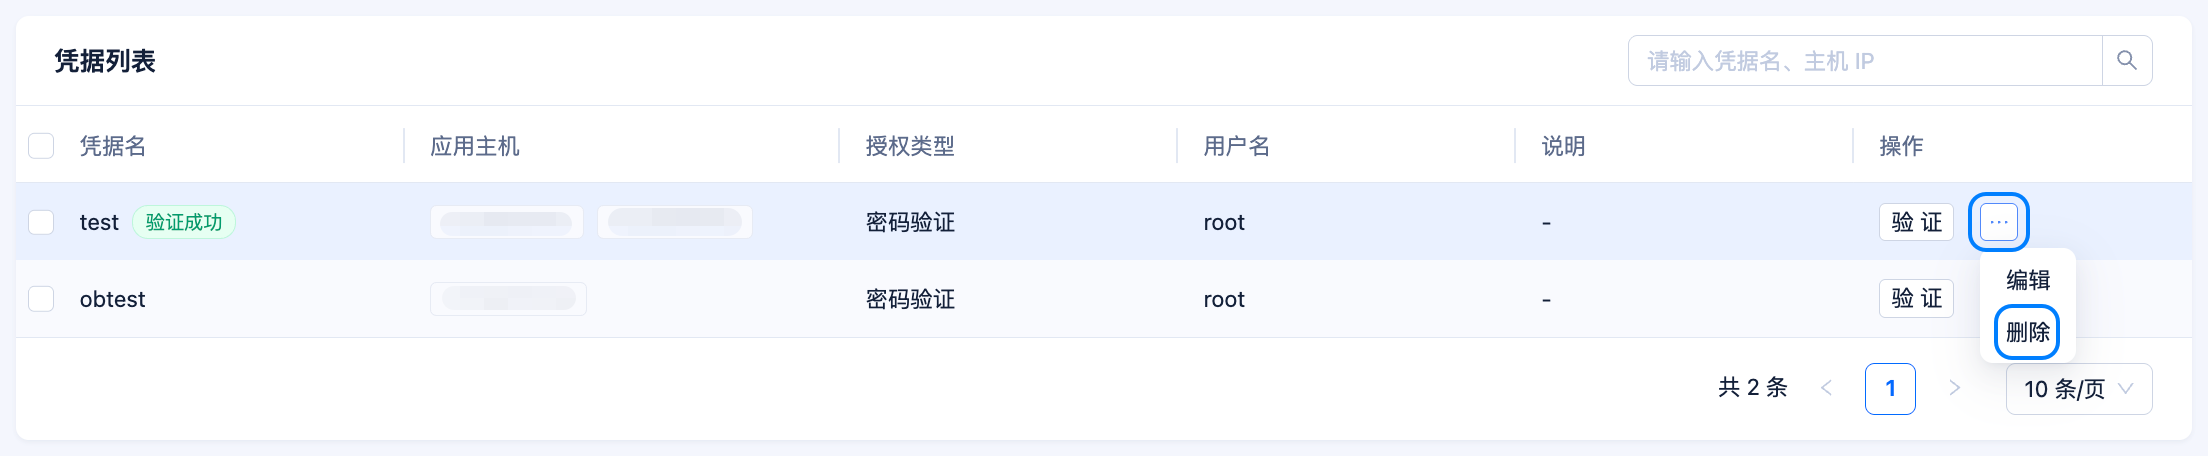 凭据列表
请输入凭据名、主机 IP
凭据名 应用主机 授权类型 用户名 说明 操作
test 验证成功 密码验证 root - 验 证 ···
编辑
obtest 密码验证 root - 验 证
删除
共 2 条 < 1 > 10 条/页